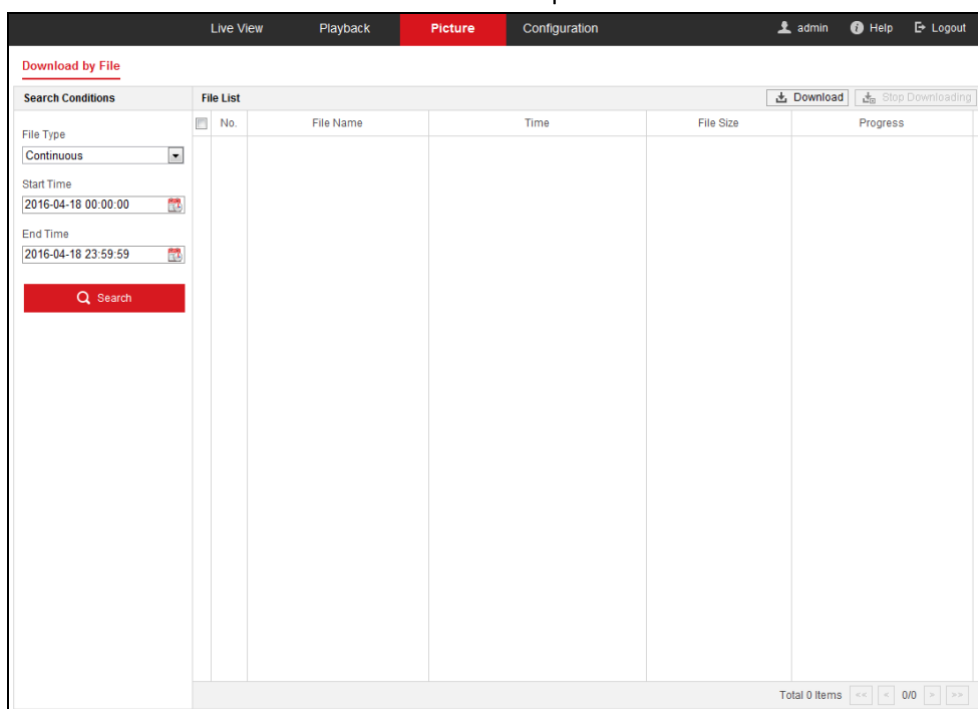 Live View Playback Picture Configuration admin Help Logout
Download by File
Search Conditions File List Download Stop Downloading
No. File Name Time File Size Progress
File Type
Continuous
Start Time
2016-04-18 00:00:00
End Time
2016-04-18 23:59:59
Search
Total 0 Items << < 0/0 > >>